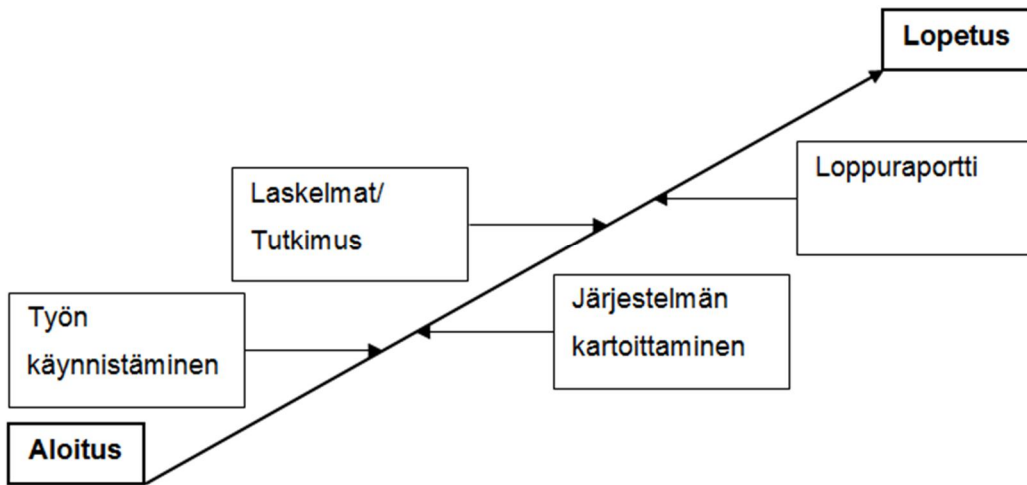 Lopetus
Loppuraportti
Laskelmat/
Tutkimus
Järjestelmän
kartoittaminen
Työn
käynnistäminen
Aloitus